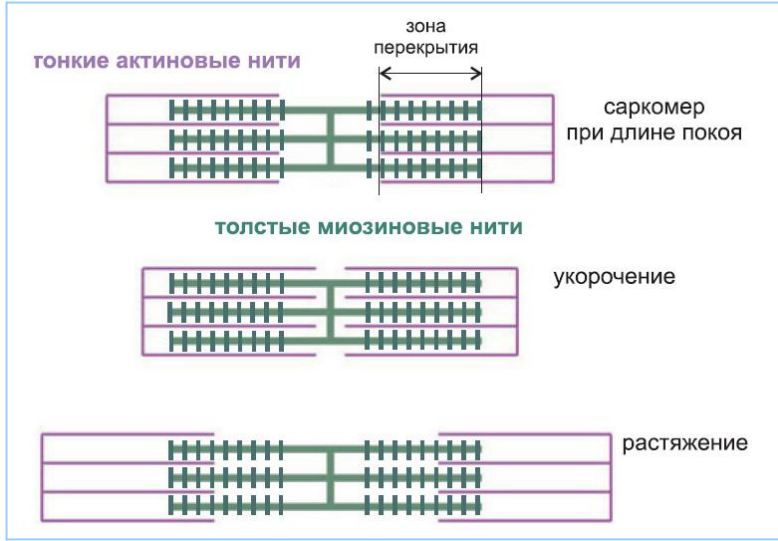 зона
перекрытия
тонкие актиновые нити
саркомер
при длине покоя
толстые миозиновые нити
укорочение
растяжение